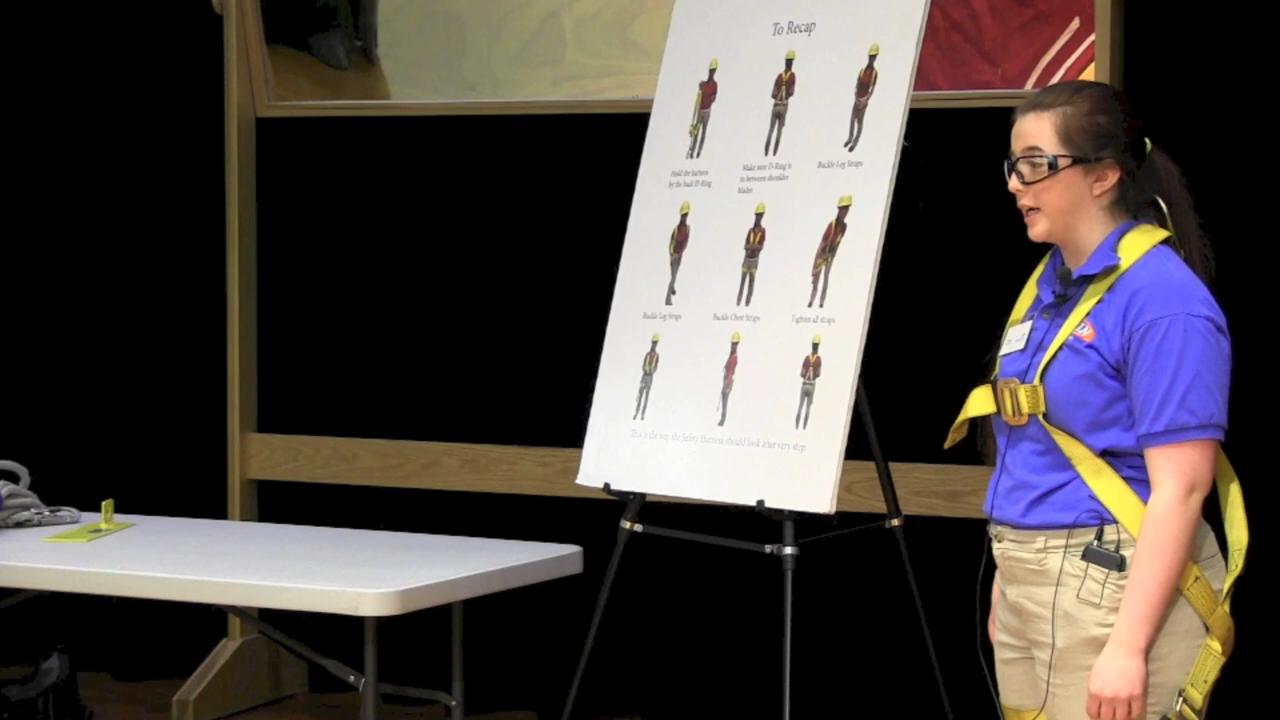 To Recap
Hold the harness
by the back D-Ring
Make sure D-Ring is
in between shoulder
blades
Buckle Leg Straps
Buckle Leg Straps
Buckle Chest Straps
Tighten all straps
This is the way the Safety Harness should look after very step